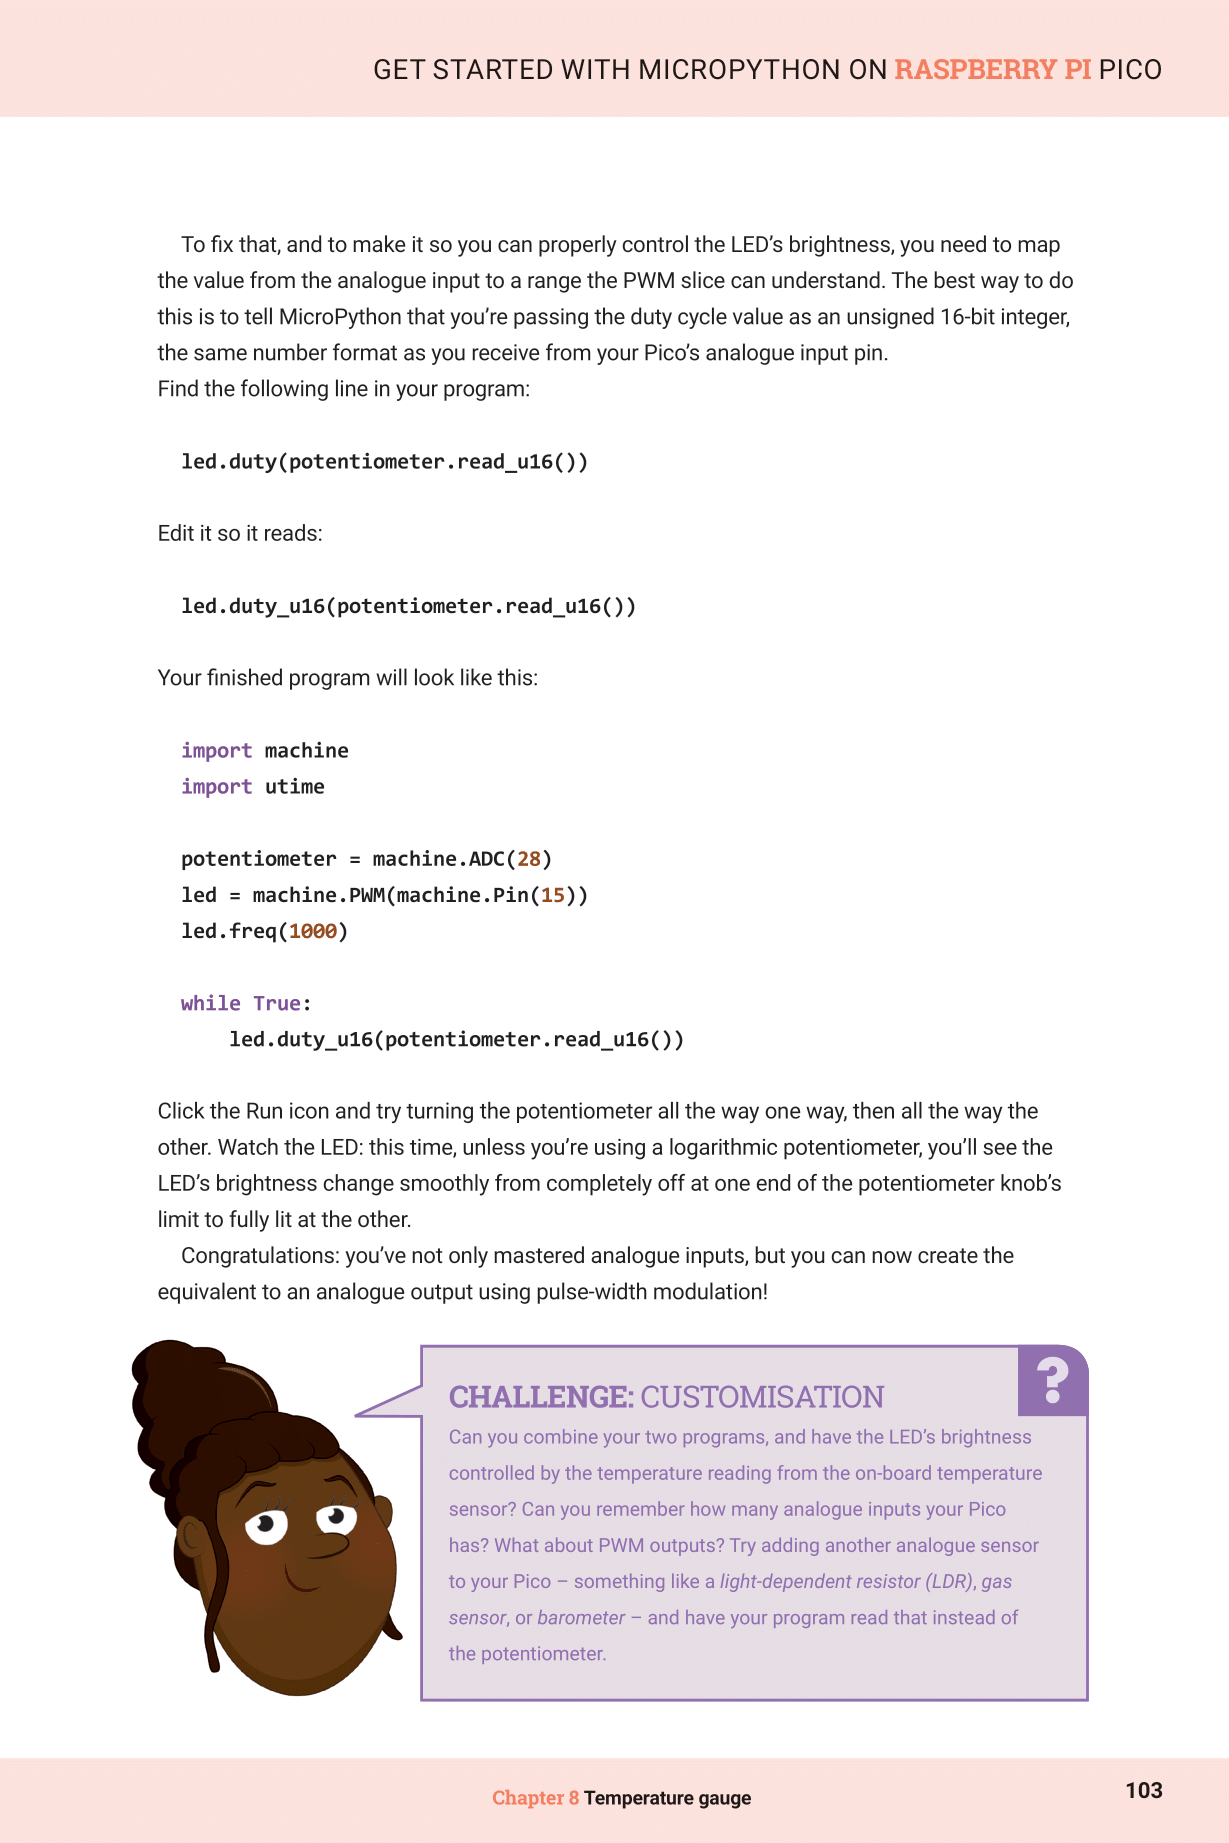 GET STARTED WITH MICROPYTHON ON RASPBERRY PI PICO
To fix that, and to make it so you can properly control the LED’s brightness, you need to map
the value from the analogue input to a range the PWM slice can understand. The best way to do
this is to tell MicroPython that you’re passing the duty cycle value as an unsigned 16-bit integer,
the same number format as you receive from your Pico’s analogue input pin.
Find the following line in your program:
led.duty(potentiometer.read_u16())
Edit it so it reads:
led.duty_u16(potentiometer.read_u16())
Your finished program will look like this:
import machine
import utime
potentiometer = machine.ADC(28)
led = machine.PWM(machine.Pin(15))
led.freq(1000)
while True:
    led.duty_u16(potentiometer.read_u16())
Click the Run icon and try turning the potentiometer all the way one way, then all the way the
other. Watch the LED: this time, unless you’re using a logarithmic potentiometer, you’ll see the
LED’s brightness change smoothly from completely off at one end of the potentiometer knob’s
limit to fully lit at the other.
Congratulations: you’ve not only mastered analogue inputs, but you can now create the
equivalent to an analogue output using pulse-width modulation!
?
CHALLENGE: CUSTOMISATION
Can you combine your two programs, and have the LED’s brightness
controlled by the temperature reading from the on-board temperature
sensor? Can you remember how many analogue inputs your Pico
has? What about PWM outputs? Try adding another analogue sensor
to your Pico – something like a light-dependent resistor (LDR), gas
sensor, or barometer – and have your program read that instead of
the potentiometer.
Chapter 8 Temperature gauge
103